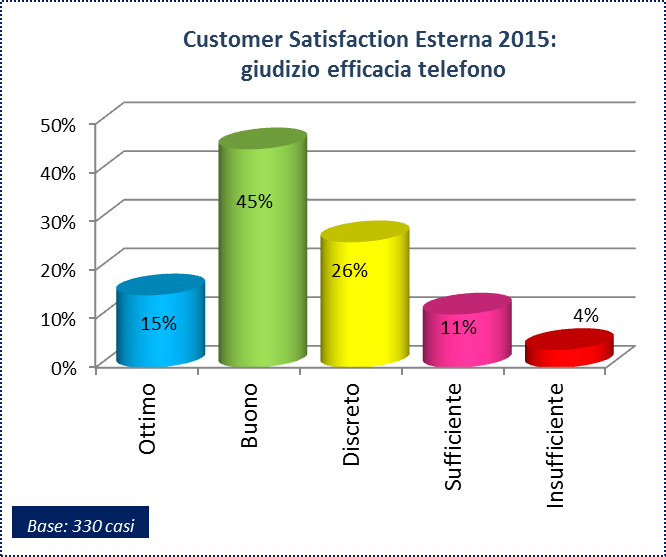 Customer Satisfaction Esterna 2015:
giudizio efficacia telefono
50%
40%
30%
20%
10%
0%
15%
45%
26%
11%
4%
Ottimo
Buono
Discreto
Sufficiente
Insufficiente
Base: 330 casi